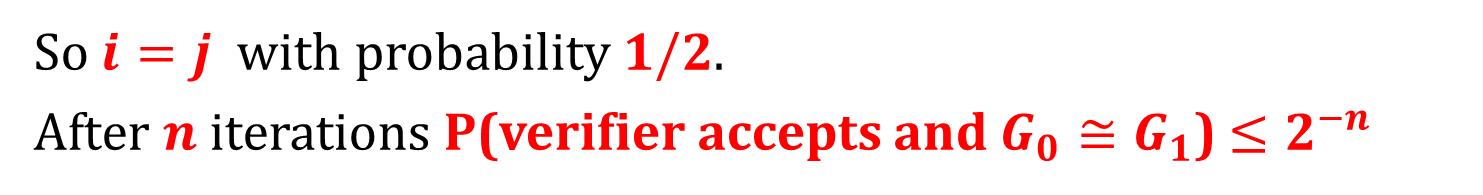 So i = j with probability 1/2.
After n iterations P(verifier accepts and G₀ ≅ G₁) ≤ 2⁻ⁿ